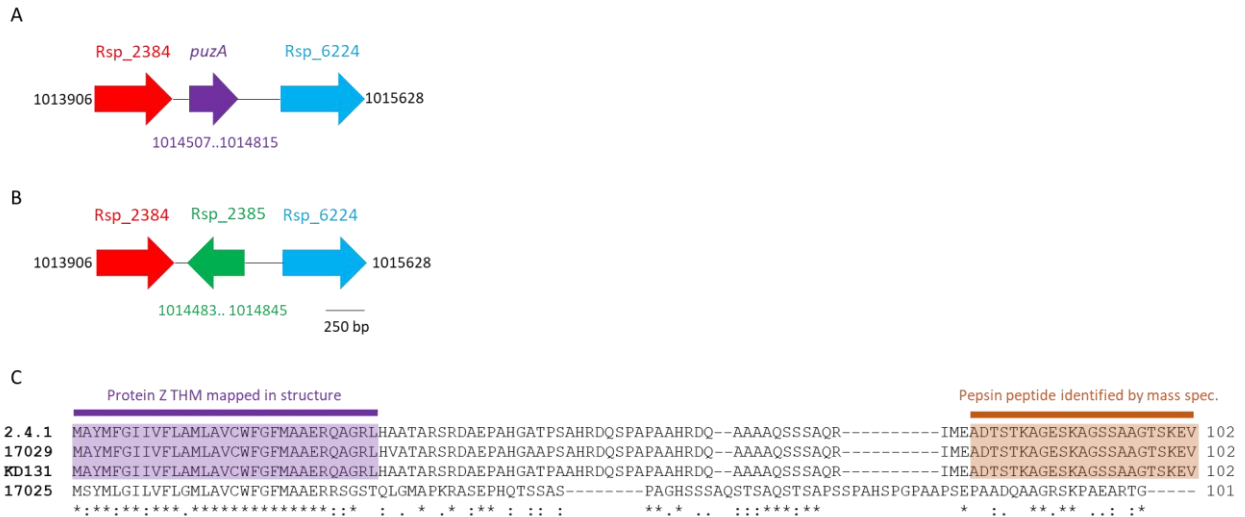 A
Rsp_2384 puzA Rsp_6224
1013906 1015628
1014507..1014815
B
Rsp_2384 Rsp_2385 Rsp_6224
1013906 1015628
1014483.. 1014845
250 bp
C
Protein Z THM mapped in structure Pepsin peptide identified by mass spec.
2.4.1 MAYMFGIIVFLAMLAVCWFGFMAAERQAGRLHAATARSRDAEPAHGATPSAHRDQSPAPAAHRDQ--AAAAQSSSAQR----------IMEADTSTKAGESKAGSSAAGTSKEV 102
17029 MAYMFGIIVFLAMLAVCWFGFMAAERQAGRLHVATARSRDAEPAHGAAPSAHRDQSPAPAAHRDQ--AAAAQSSSAQR----------IMEADTSTKAGESKAGSSAAGTSKEV 102
KD131 MAYMFGIIVFLAMLAVCWFGFMAAERQAGRLHAATARSRDAEPAHGATPAAHRDQSPAPAAHRDQ--AAAAQSSSAQR----------IMEADTSTKAGESKAGSSAAGTSKEV 102
17025 MSYMLGILVFLGMLAVCWFGFMAAERRSGSTQLGMAPKRASEPHQTSSAS--------PAGHSSSAQSTSAQSTSAPSSPAHSPGPAAPSEPAADQAAGRSKPAEARTG----- 101
*:**:**:***.**************::* : . * .* :** : : : **.* .. :::**:** * :. *.** ..: :*